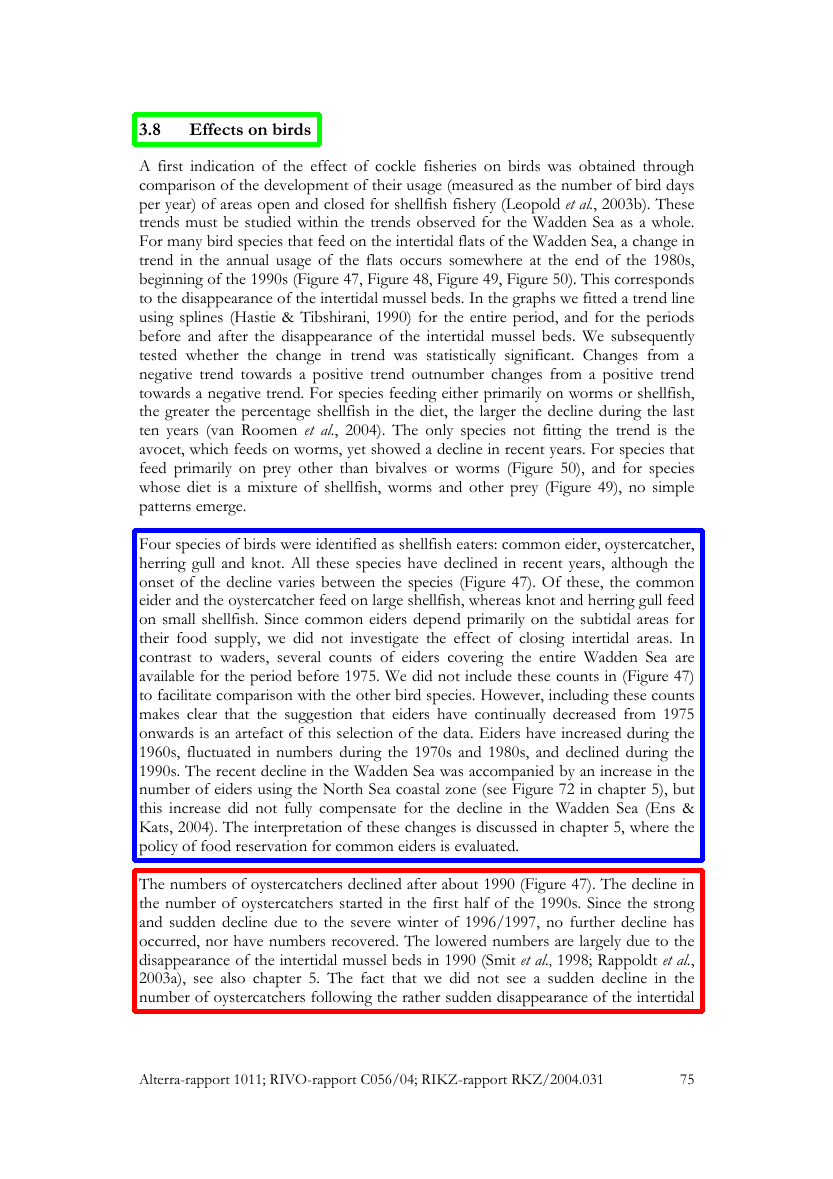 3.8 Effects on birds
A first indication of the effect of cockle fisheries on birds was obtained through
comparison of the development of their usage (measured as the number of bird days
per year) of areas open and closed for shellfish fishery (Leopold et al., 2003b). These
trends must be studied within the trends observed for the Wadden Sea as a whole.
For many bird species that feed on the intertidal flats of the Wadden Sea, a change in
trend in the annual usage of the flats occurs somewhere at the end of the 1980s,
beginning of the 1990s (Figure 47, Figure 48, Figure 49, Figure 50). This corresponds
to the disappearance of the intertidal mussel beds. In the graphs we fitted a trend line
using splines (Hastie & Tibshirani, 1990) for the entire period, and for the periods
before and after the disappearance of the intertidal mussel beds. We subsequently
tested whether the change in trend was statistically significant. Changes from a
negative trend towards a positive trend outnumber changes from a positive trend
towards a negative trend. For species feeding either primarily on worms or shellfish,
the greater the percentage shellfish in the diet, the larger the decline during the last
ten years (van Roomen et al., 2004). The only species not fitting the trend is the
avocet, which feeds on worms, yet showed a decline in recent years. For species that
feed primarily on prey other than bivalves or worms (Figure 50), and for species
whose diet is a mixture of shellfish, worms and other prey (Figure 49), no simple
patterns emerge.
Four species of birds were identified as shellfish eaters: common eider, oystercatcher,
herring gull and knot. All these species have declined in recent years, although the
onset of the decline varies between the species (Figure 47). Of these, the common
eider and the oystercatcher feed on large shellfish, whereas knot and herring gull feed
on small shellfish. Since common eiders depend primarily on the subtidal areas for
their food supply, we did not investigate the effect of closing intertidal areas. In
contrast to waders, several counts of eiders covering the entire Wadden Sea are
available for the period before 1975. We did not include these counts in (Figure 47)
to facilitate comparison with the other bird species. However, including these counts
makes clear that the suggestion that eiders have continually decreased from 1975
onwards is an artefact of this selection of the data. Eiders have increased during the
1960s, fluctuated in numbers during the 1970s and 1980s, and declined during the
1990s. The recent decline in the Wadden Sea was accompanied by an increase in the
number of eiders using the North Sea coastal zone (see Figure 72 in chapter 5), but
this increase did not fully compensate for the decline in the Wadden Sea (Ens &
Kats, 2004). The interpretation of these changes is discussed in chapter 5, where the
policy of food reservation for common eiders is evaluated.
The numbers of oystercatchers declined after about 1990 (Figure 47). The decline in
the number of oystercatchers started in the first half of the 1990s. Since the strong
and sudden decline due to the severe winter of 1996/1997, no further decline has
occurred, nor have numbers recovered. The lowered numbers are largely due to the
disappearance of the intertidal mussel beds in 1990 (Smit et al., 1998; Rappoldt et al.,
2003a), see also chapter 5. The fact that we did not see a sudden decline in the
number of oystercatchers following the rather sudden disappearance of the intertidal
Alterra-rapport 1011; RIVO-rapport C056/04; RIKZ-rapport RKZ/2004.031 75